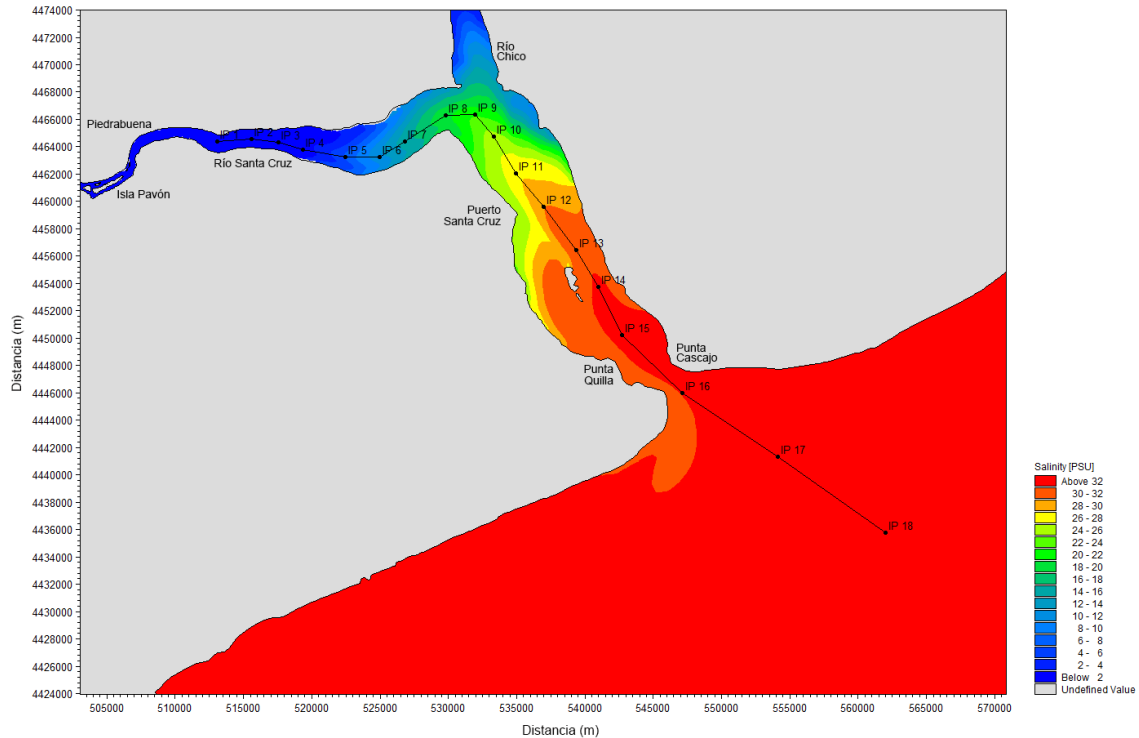 4474000
4472000
4470000
4468000
4466000
4464000
4462000
4460000
4458000
4456000
4454000
4452000
4450000
4448000
4446000
4444000
4442000
4440000
4438000
4436000
4434000
4432000
4430000
4428000
4426000
4424000
Distancia (m)
505000
510000
515000
520000
525000
530000
535000
540000
545000
550000
555000
560000
565000
570000
Distancia (m)
Río
Chico
Piedrabuena
Río Santa Cruz
Isla Pavón
Puerto
Santa Cruz
Punta
Quilla
Punta
Cascajo
IP 1
IP 2
IP 3
IP 4
IP 5
IP 6
IP 7
IP 8
IP 9
IP 10
IP 11
IP 12
IP 13
IP 14
IP 15
IP 16
IP 17
IP 18
Salinity [PSU]
Above 32
30 - 32
28 - 30
26 - 28
24 - 26
22 - 24
20 - 22
18 - 20
16 - 18
14 - 16
12 - 14
10 - 12
8 - 10
6 - 8
4 - 6
2 - 4
Below 2
Undefined Value